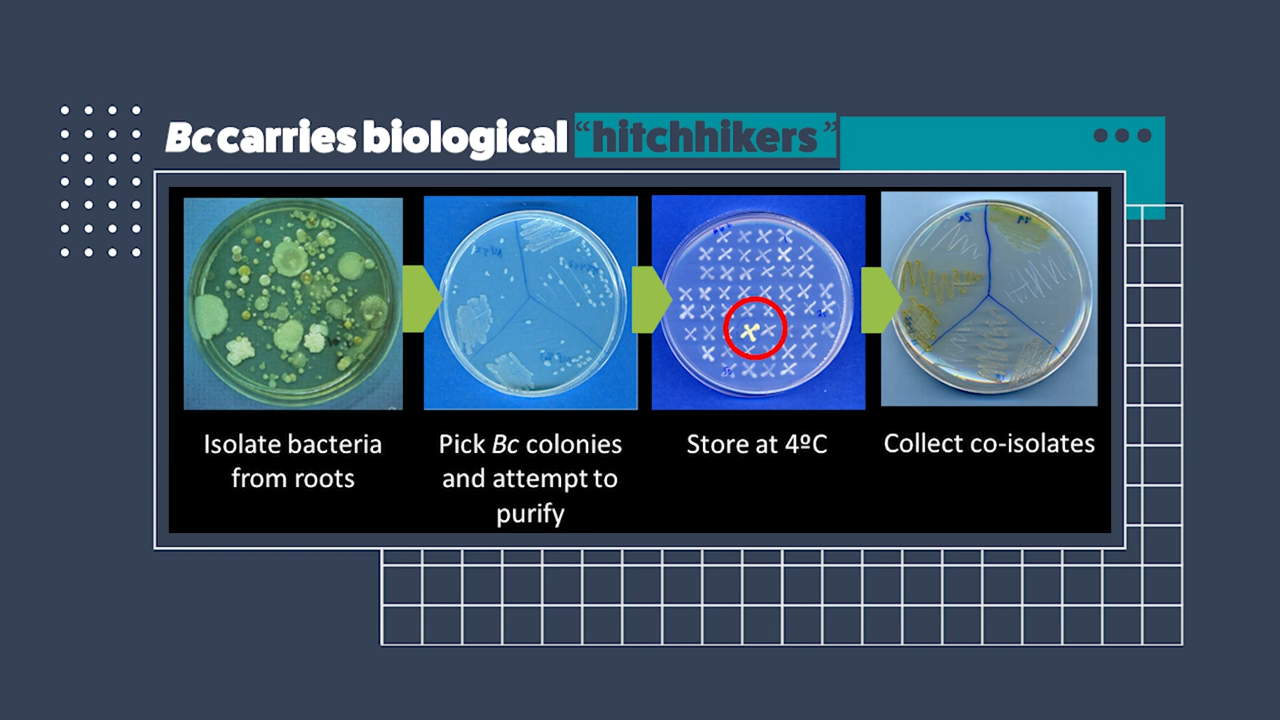 Bc carries biological “hitchhikers”
Isolate bacteria
from roots
Pick Bc colonies
and attempt to
purify
Store at 4ºC
Collect co-isolates